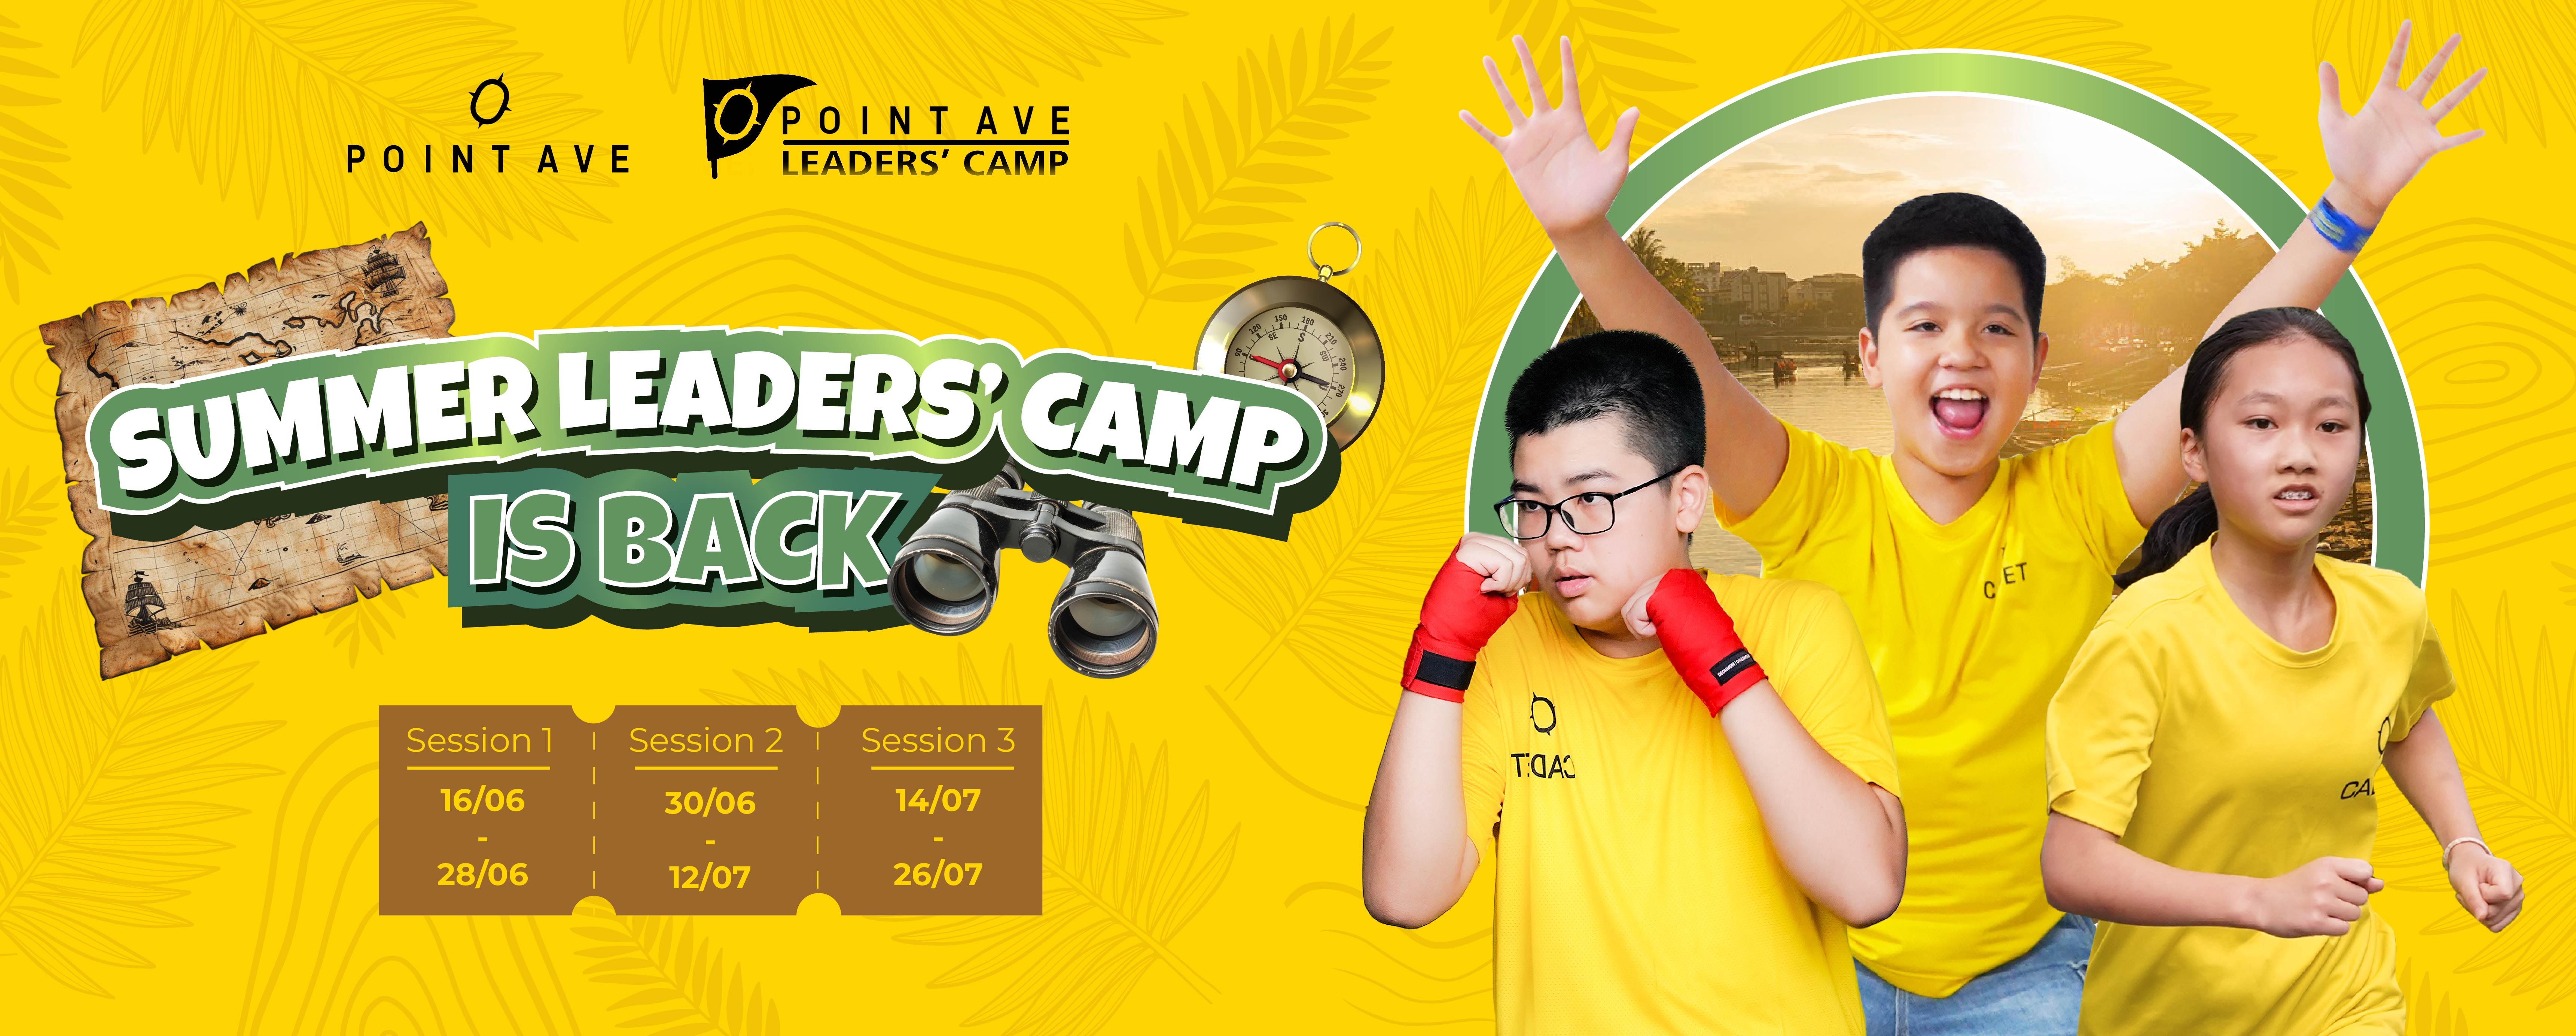 POINT AVE
POINT AVE
LEADERS' CAMP
SUMMER LEADERS' CAMP
IS BACK
Session 1
16/06
-
28/06
Session 2
30/06
-
12/07
Session 3
14/07
-
26/07
CADET